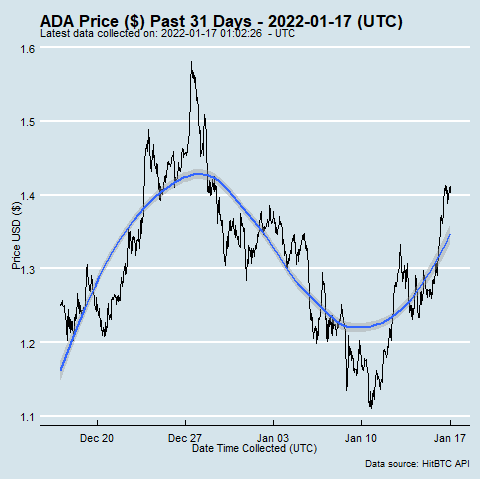 ADA Price ($) Past 31 Days - 2022-01-17 (UTC)
Latest data collected on: 2022-01-17 01:02:26  - UTC
1.6
1.5
1.4
1.3
1.2
1.1
Price USD ($)
Dec 20 Dec 27 Jan 03 Jan 10 Jan 17
Date Time Collected (UTC)
Data source: HitBTC API